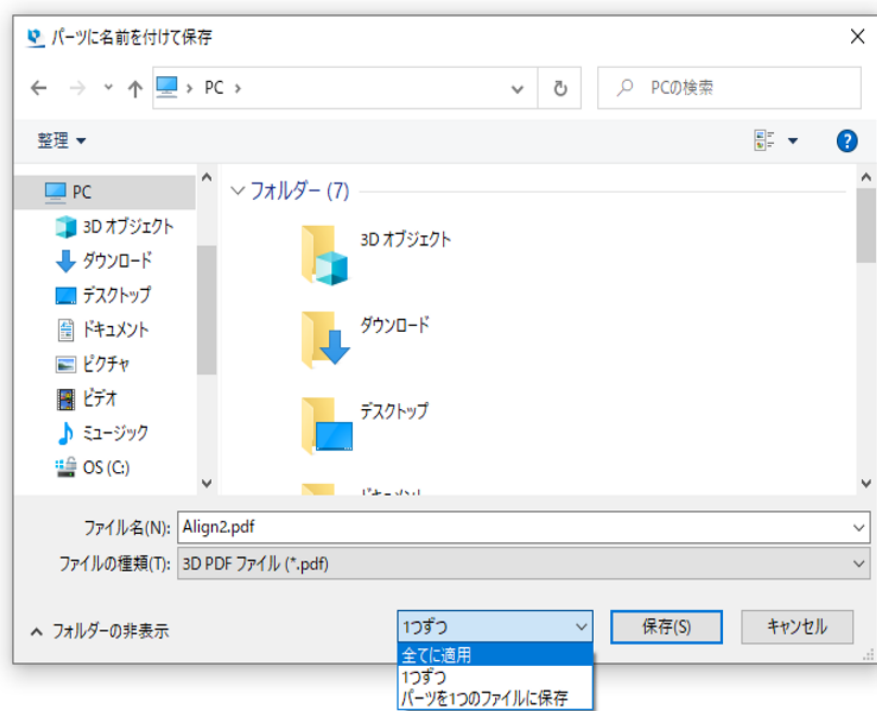 パーツに名前を付けて保存
PC
PCの検索
整理
PC
3D オブジェクト
ダウンロード
デスクトップ
ドキュメント
ピクチャ
ビデオ
ミュージック
OS (C:)
フォルダー (7)
3D オブジェクト
ダウンロード
デスクトップ
ファイル名(N): Align2.pdf
ファイルの種類(T): 3D PDF ファイル (*.pdf)
フォルダーの非表示
1つずつ
保存(S)
キャンセル
全てに適用
1つずつ
パーツを1つのファイルに保存